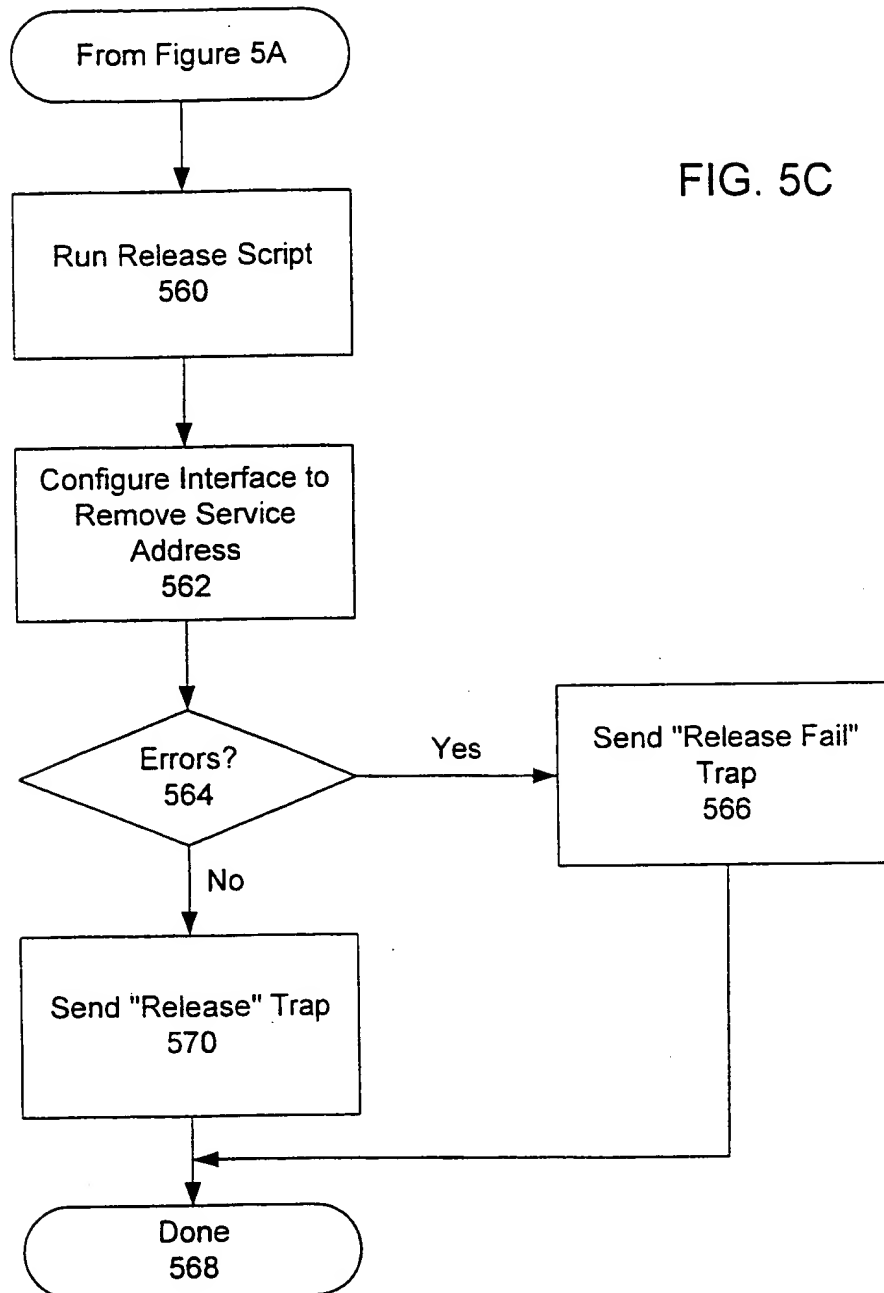 From Figure 5A
FIG. 5C
Run Release Script
560
Configure Interface to
Remove Service
Address
562
Errors?
564
Yes
Send "Release Fail"
Trap
566
No
Send "Release" Trap
570
Done
568